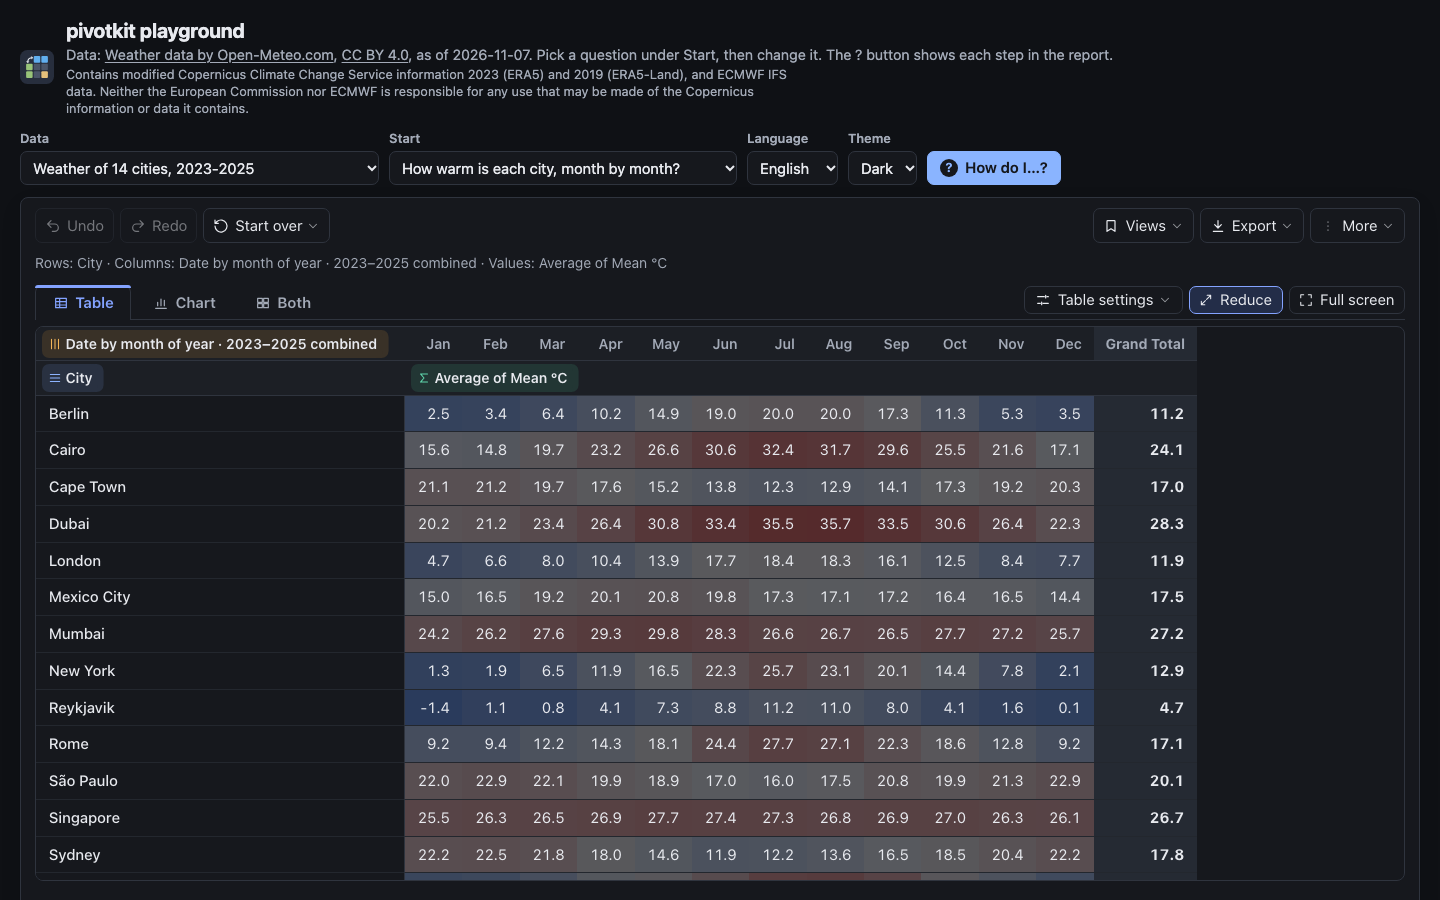 pivotkit playground
Data: Weather data by Open-Meteo.com, CC BY 4.0, as of 2026-11-07. Pick a question under Start, then change it. The ? button shows each step in the report.
Contains modified Copernicus Climate Change Service information 2023 (ERA5) and 2019 (ERA5-Land), and ECMWF IFS
data. Neither the European Commission nor ECMWF is responsible for any use that may be made of the Copernicus
information or data it contains.
Data Start Language Theme
Weather of 14 cities, 2023-2025 How warm is each city, month by month? English Dark ? How do I...?
Undo Redo Start over Views Export More
Rows: City · Columns: Date by month of year · 2023–2025 combined · Values: Average of Mean °C
Table Chart Both Table settings Reduce Full screen
Date by month of year · 2023–2025 combined Jan Feb Mar Apr May Jun Jul Aug Sep Oct Nov Dec Grand Total
City Σ Average of Mean °C
Berlin 2.5 3.4 6.4 10.2 14.9 19.0 20.0 20.0 17.3 11.3 5.3 3.5 11.2
Cairo 15.6 14.8 19.7 23.2 26.6 30.6 32.4 31.7 29.6 25.5 21.6 17.1 24.1
Cape Town 21.1 21.2 19.7 17.6 15.2 13.8 12.3 12.9 14.1 17.3 19.2 20.3 17.0
Dubai 20.2 21.2 23.4 26.4 30.8 33.4 35.5 35.7 33.5 30.6 26.4 22.3 28.3
London 4.7 6.6 8.0 10.4 13.9 17.7 18.4 18.3 16.1 12.5 8.4 7.7 11.9
Mexico City 15.0 16.5 19.2 20.1 20.8 19.8 17.3 17.1 17.2 16.4 16.5 14.4 17.5
Mumbai 24.2 26.2 27.6 29.3 29.8 28.3 26.6 26.7 26.5 27.7 27.2 25.7 27.2
New York 1.3 1.9 6.5 11.9 16.5 22.3 25.7 23.1 20.1 14.4 7.8 2.1 12.9
Reykjavik -1.4 1.1 0.8 4.1 7.3 8.8 11.2 11.0 8.0 4.1 1.6 0.1 4.7
Rome 9.2 9.4 12.2 14.3 18.1 24.4 27.7 27.1 22.3 18.6 12.8 9.2 17.1
São Paulo 22.0 22.9 22.1 19.9 18.9 17.0 16.0 17.5 20.8 19.9 21.3 22.9 20.1
Singapore 25.5 26.3 26.5 26.9 27.7 27.4 27.3 26.8 26.9 27.0 26.3 26.1 26.7
Sydney 22.2 22.5 21.8 18.0 14.6 11.9 12.2 13.6 16.5 18.5 20.4 22.2 17.8